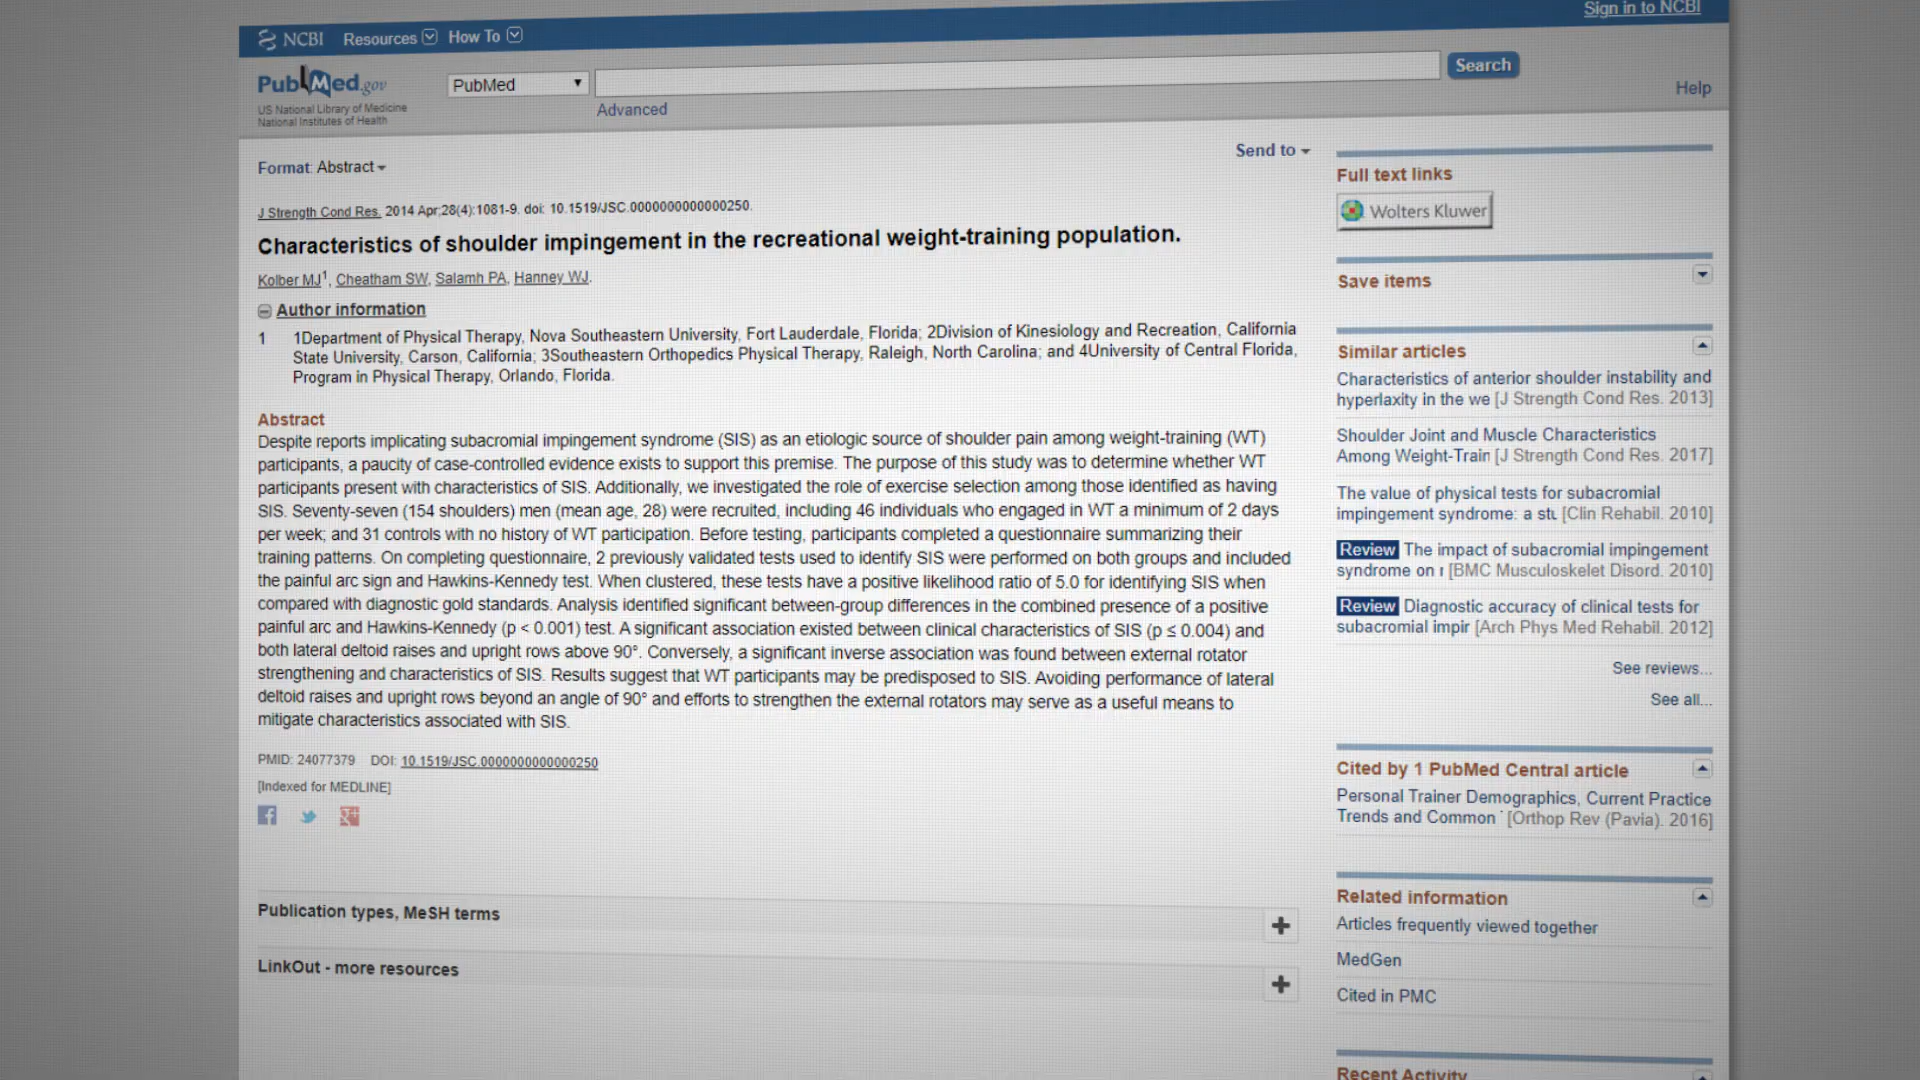 Sign in to NCBI
NCBI Resources How To
PubMed.gov
US National Library of Medicine
National Institutes of Health
PubMed
Search
Advanced
Help
Format: Abstract
Send to
J Strength Cond Res. 2014 Apr;28(4):1081-9. doi: 10.1519/JSC.0000000000000250.
Characteristics of shoulder impingement in the recreational weight-training population.
Kolber MJ1, Cheatham SW, Salamh PA, Hanney WJ.
Author information
1 1Department of Physical Therapy, Nova Southeastern University, Fort Lauderdale, Florida; 2Division of Kinesiology and Recreation, California
State University, Carson, California; 3Southeastern Orthopedics Physical Therapy, Raleigh, North Carolina; and 4University of Central Florida,
Program in Physical Therapy, Orlando, Florida.
Abstract
Despite reports implicating subacromial impingement syndrome (SIS) as an etiologic source of shoulder pain among weight-training (WT)
participants, a paucity of case-controlled evidence exists to support this premise. The purpose of this study was to determine whether WT
participants present with characteristics of SIS. Additionally, we investigated the role of exercise selection among those identified as having
SIS. Seventy-seven (154 shoulders) men (mean age, 28) were recruited, including 46 individuals who engaged in WT a minimum of 2 days
per week; and 31 controls with no history of WT participation. Before testing, participants completed a questionnaire summarizing their
training patterns. On completing questionnaire, 2 previously validated tests used to identify SIS were performed on both groups and included
the painful arc sign and Hawkins-Kennedy test. When clustered, these tests have a positive likelihood ratio of 5.0 for identifying SIS when
compared with diagnostic gold standards. Analysis identified significant between-group differences in the combined presence of a positive
painful arc and Hawkins-Kennedy (p < 0.001) test. A significant association existed between clinical characteristics of SIS (p ≤ 0.004) and
both lateral deltoid raises and upright rows above 90°. Conversely, a significant inverse association was found between external rotator
strengthening and characteristics of SIS. Results suggest that WT participants may be predisposed to SIS. Avoiding performance of lateral
deltoid raises and upright rows beyond an angle of 90° and efforts to strengthen the external rotators may serve as a useful means to
mitigate characteristics associated with SIS.
PMID: 24077379 DOI: 10.1519/JSC.0000000000000250
[Indexed for MEDLINE]
Publication types, MeSH terms
LinkOut - more resources
Full text links
Wolters Kluwer
Save items
Similar articles
Characteristics of anterior shoulder instability and
hyperlaxity in the we [J Strength Cond Res. 2013]
Shoulder Joint and Muscle Characteristics
Among Weight-Train [J Strength Cond Res. 2017]
The value of physical tests for subacromial
impingement syndrome: a stu [Clin Rehabil. 2010]
Review The impact of subacromial impingement
syndrome on [BMC Musculoskelet Disord. 2010]
Review Diagnostic accuracy of clinical tests for
subacromial impir [Arch Phys Med Rehabil. 2012]
See reviews...
See all...
Cited by 1 PubMed Central article
Personal Trainer Demographics, Current Practice
Trends and Common [Orthop Rev (Pavia). 2016]
Related information
Articles frequently viewed together
MedGen
Cited in PMC
Recent Activity